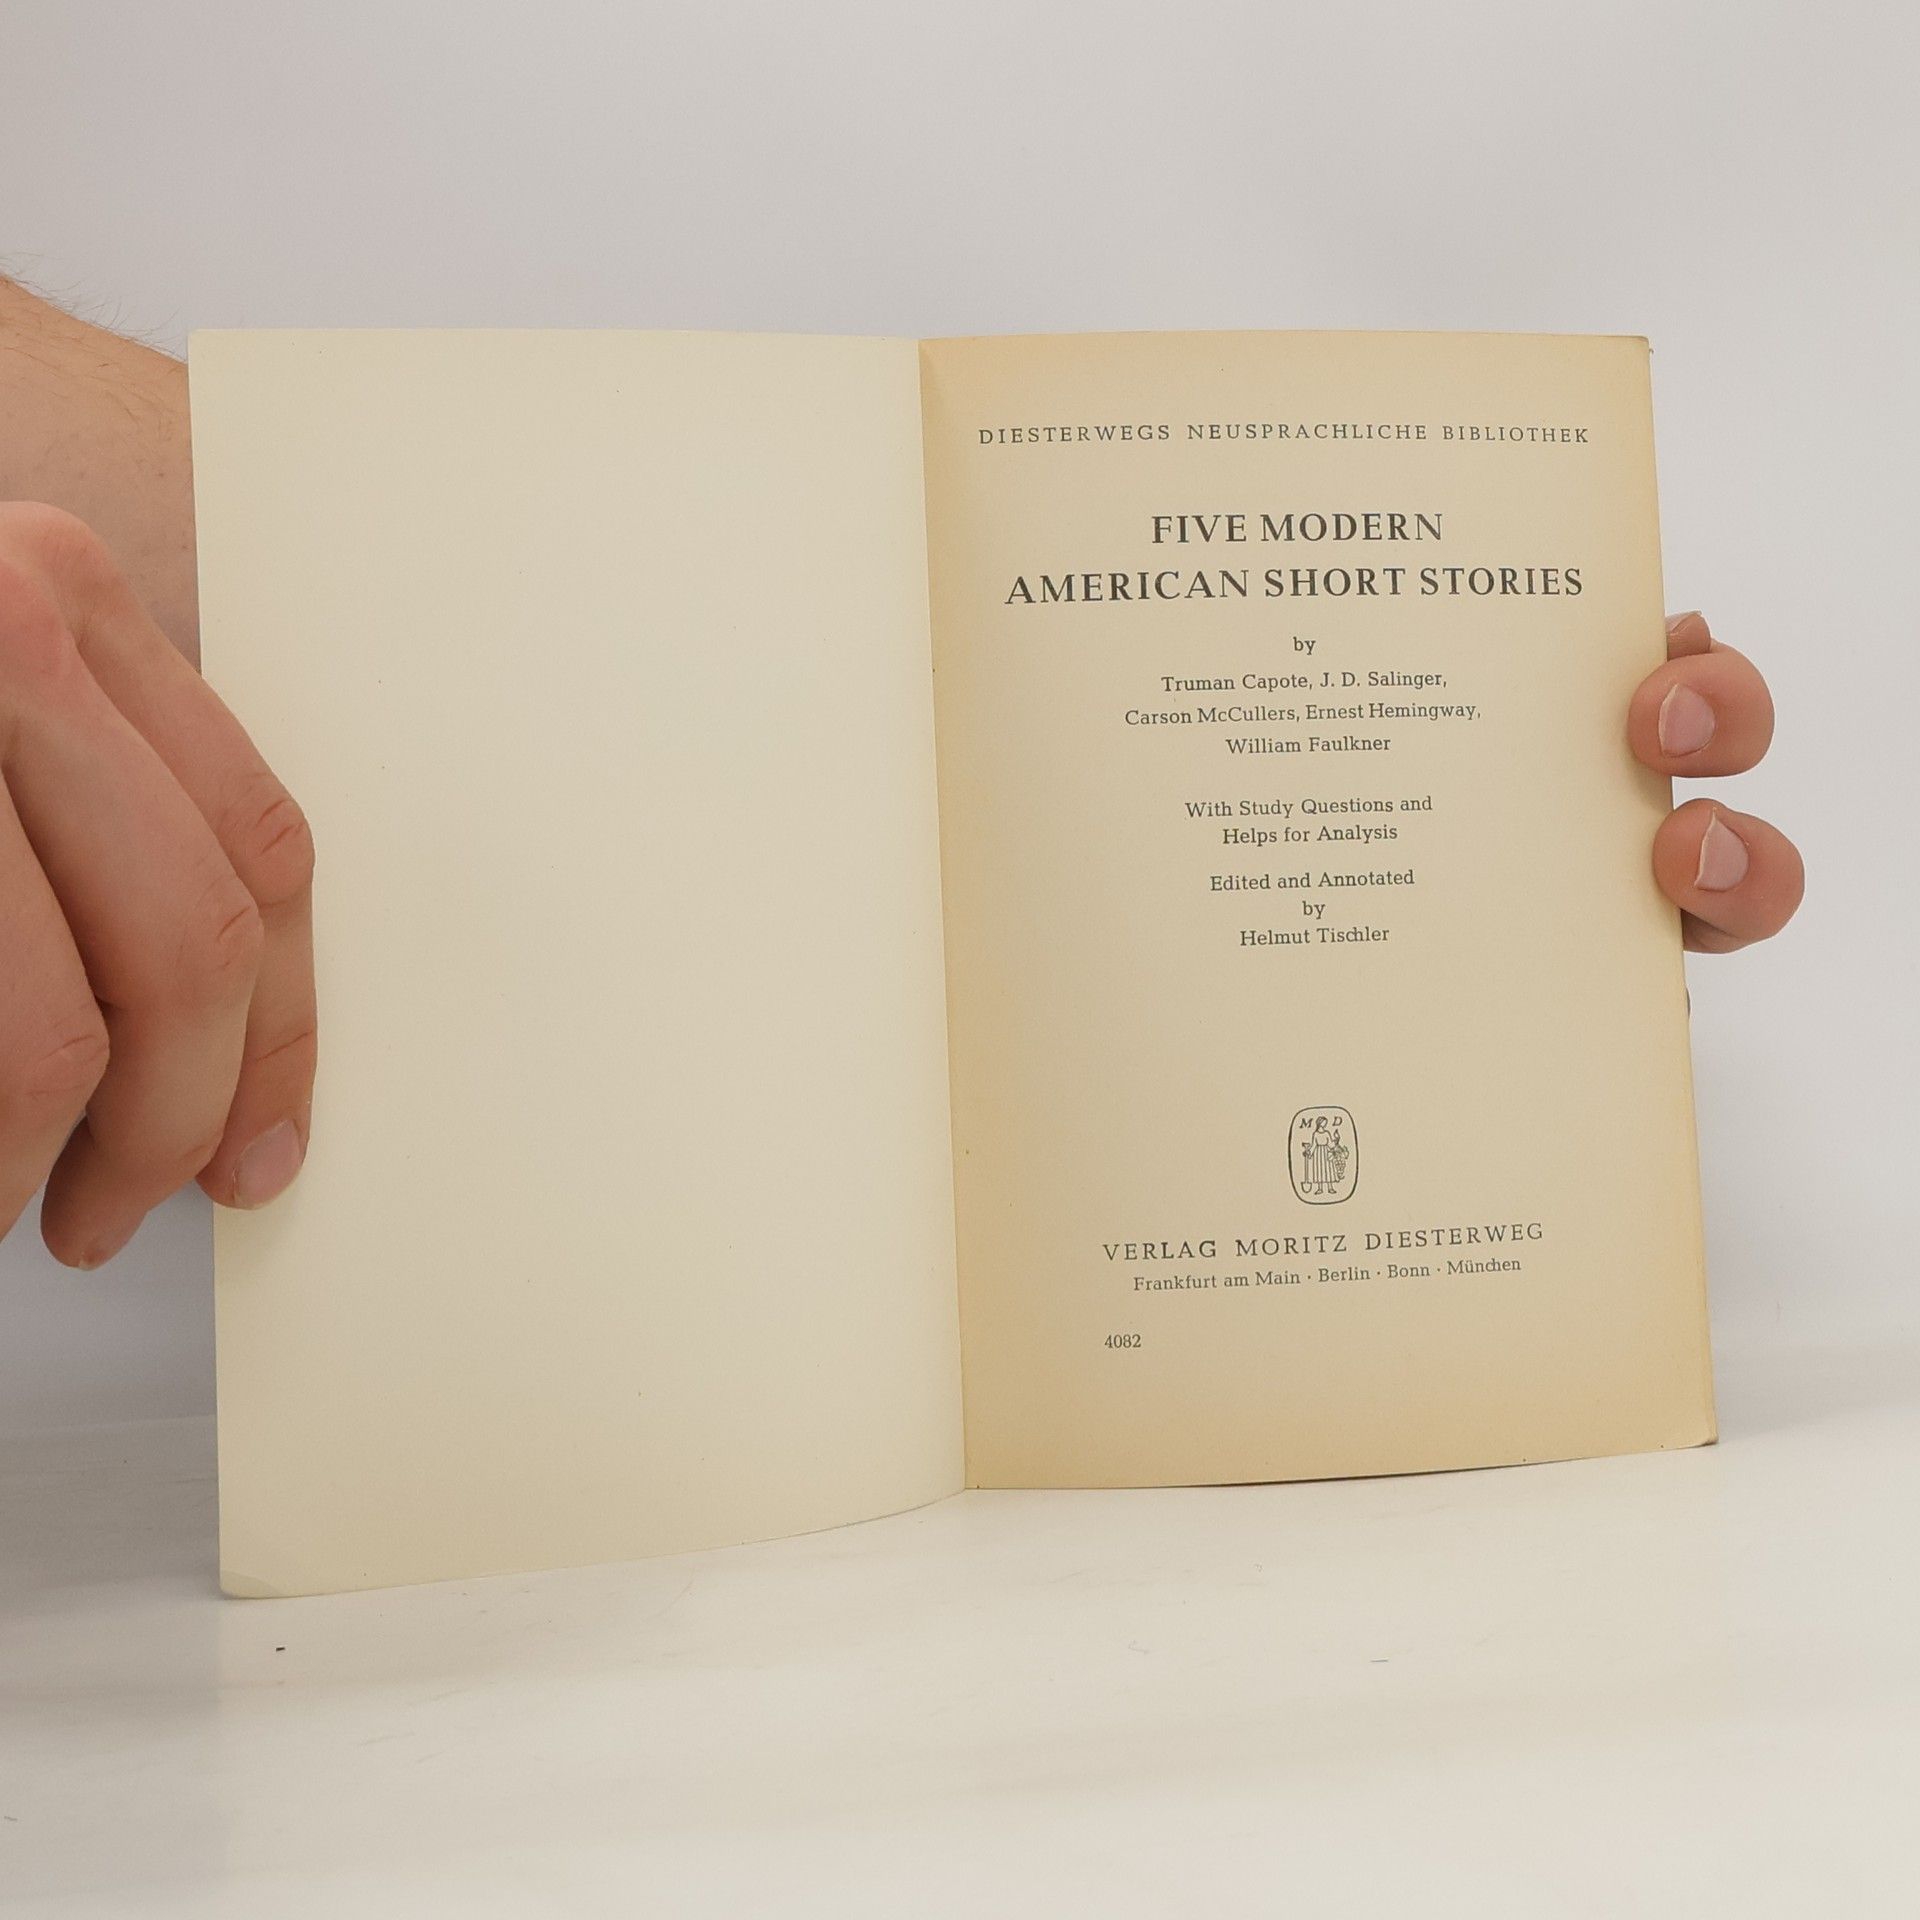 DIESTERWEGS NEUSPRACHLICHE BIBLIOTHEK
FIVE MODERN
AMERICAN SHORT STORIES
by
Truman Capote, J. D. Salinger,
Carson McCullers, Ernest Hemingway,
William Faulkner
With Study Questions and
Helps for Analysis
Edited and Annotated
by
Helmut Tischler
M D
VERLAG MORITZ DIESTERWEG
Frankfurt am Main · Berlin · Bonn · München
4082